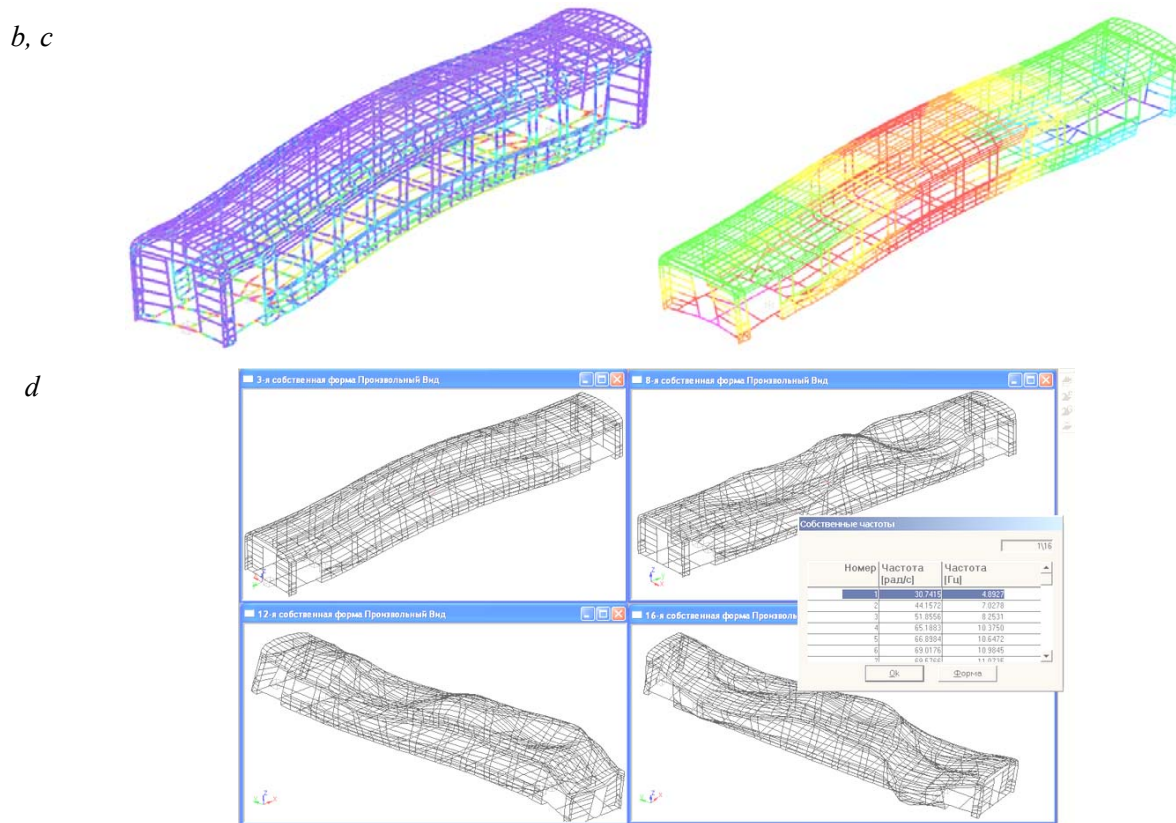 b, c
d
3-я собственная форма Произвольный Вид
8-я собственная форма Произвольный Вид
Собственные частоты
1\16
Номер Частота [рад/с] Частота [Гц]
1 30.7415 4.8927
2 44.1572 7.0278
3 51.8556 8.2531
4 65.1883 10.3750
5 66.8984 10.6472
6 69.0176 10.9845
Ok Форма
12-я собственная форма Произвольный Вид
16-я собственная форма Произвольный Вид